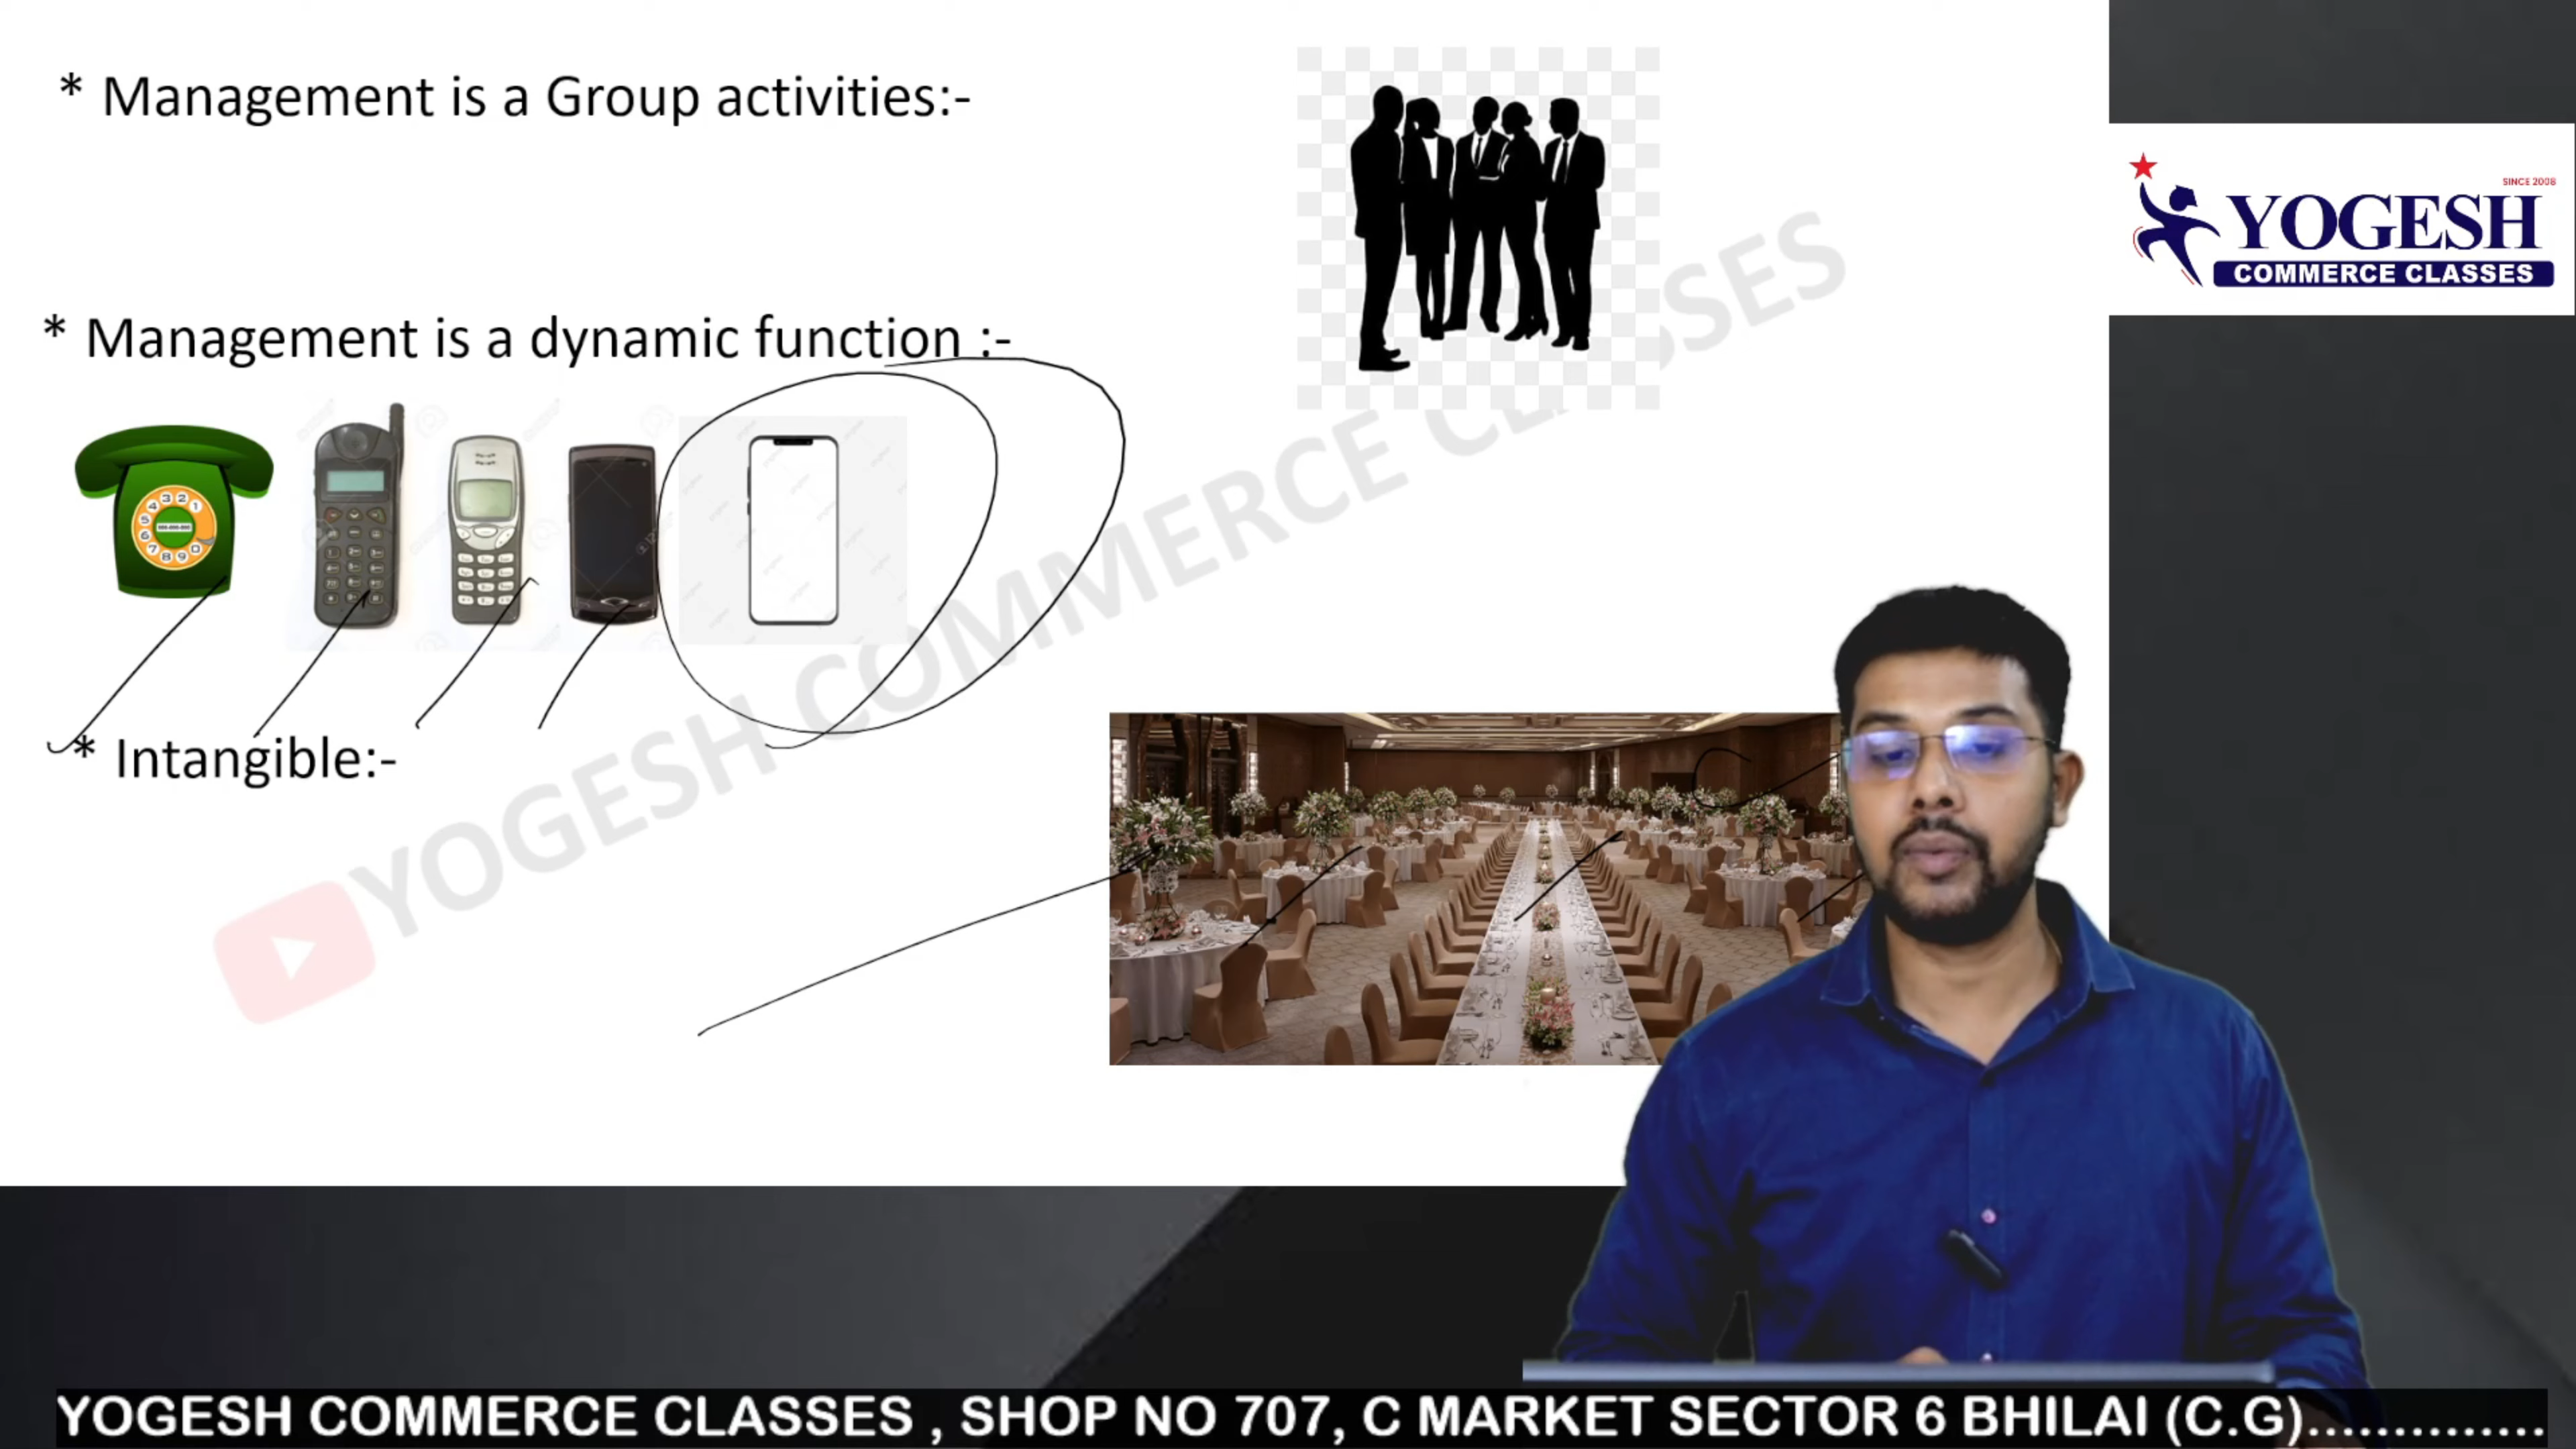 * Management is a Group activities:-
SINCE 2008
YOGESH
COMMERCE CLASSES
* Management is a dynamic function :-
* Intangible:-
YOGESH COMMERCE CLASSES
YOGESH COMMERCE CLASSES , SHOP NO 707, C MARKET SECTOR 6 BHILAI (C.G)..............